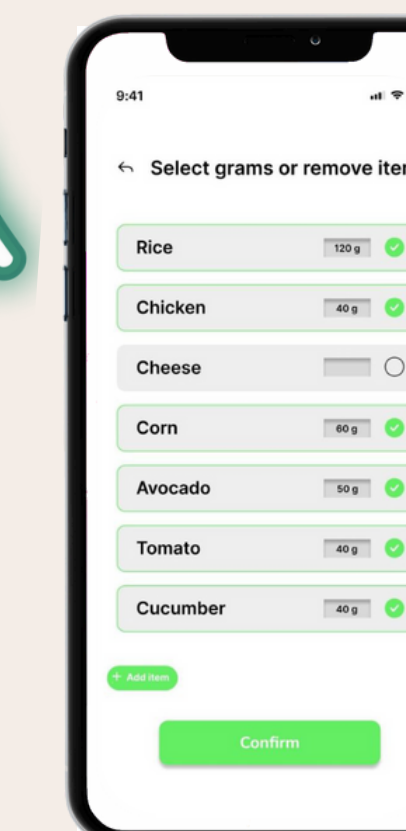 9:41
Select grams or remove iter
Rice 120 g
Chicken 40 g
Cheese
Corn 60 g
Avocado 50 g
Tomato 40 g
Cucumber 40 g
+ Add item
Confirm